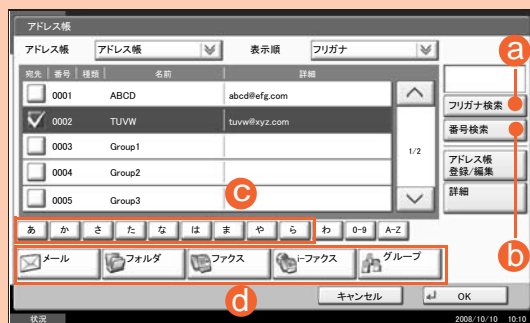 アドレス帳
アドレス帳 アドレス帳 表示順 フリガナ
宛先 番号 種類 名前 詳細
0001 ABCD abcd@efg.com
0002 TUVW tuvw@xyz.com
0003 Group1
0004 Group2
0005 Group3
1/2
a
フリガナ検索
番号検索
b
アドレス帳
登録/編集
詳細
c
あ か さ た な は ま や ら わ 0-9 A-Z
メール フォルダ ファクス i-ファクス グループ
d
キャンセル OK
状況 2008/10/10 10:10